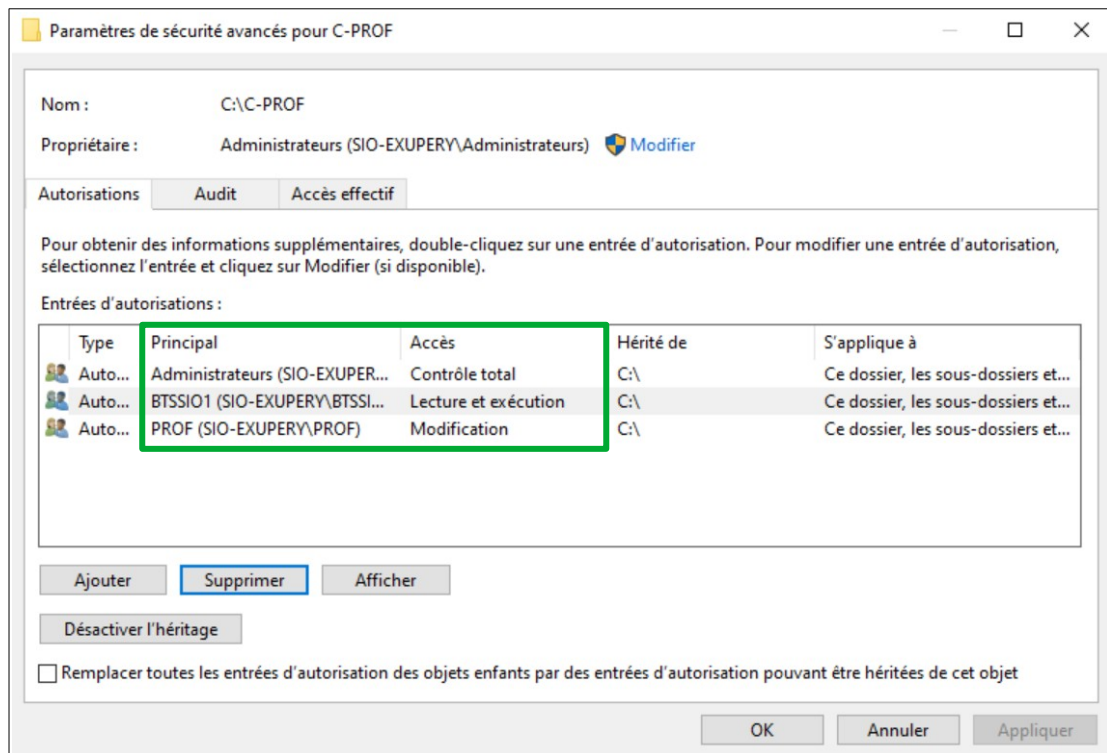 Paramètres de sécurité avancés pour C-PROF
Nom : C:\C-PROF
Propriétaire : Administrateurs (SIO-EXUPERY\Administrateurs) Modifier
Autorisations Audit Accès effectif
Pour obtenir des informations supplémentaires, double-cliquez sur une entrée d'autorisation. Pour modifier une entrée d'autorisation,
sélectionnez l'entrée et cliquez sur Modifier (si disponible).
Entrées d'autorisations :
Type Principal Accès Hérité de S'applique à
Auto... Administrateurs (SIO-EXUPER... Contrôle total C:\ Ce dossier, les sous-dossiers et...
Auto... BTSSIO1 (SIO-EXUPERY\BTSSI... Lecture et exécution C:\ Ce dossier, les sous-dossiers et...
Auto... PROF (SIO-EXUPERY\PROF) Modification C:\ Ce dossier, les sous-dossiers et...
Ajouter Supprimer Afficher
Désactiver l'héritage
Remplacer toutes les entrées d'autorisation des objets enfants par des entrées d'autorisation pouvant être héritées de cet objet
OK Annuler Appliquer